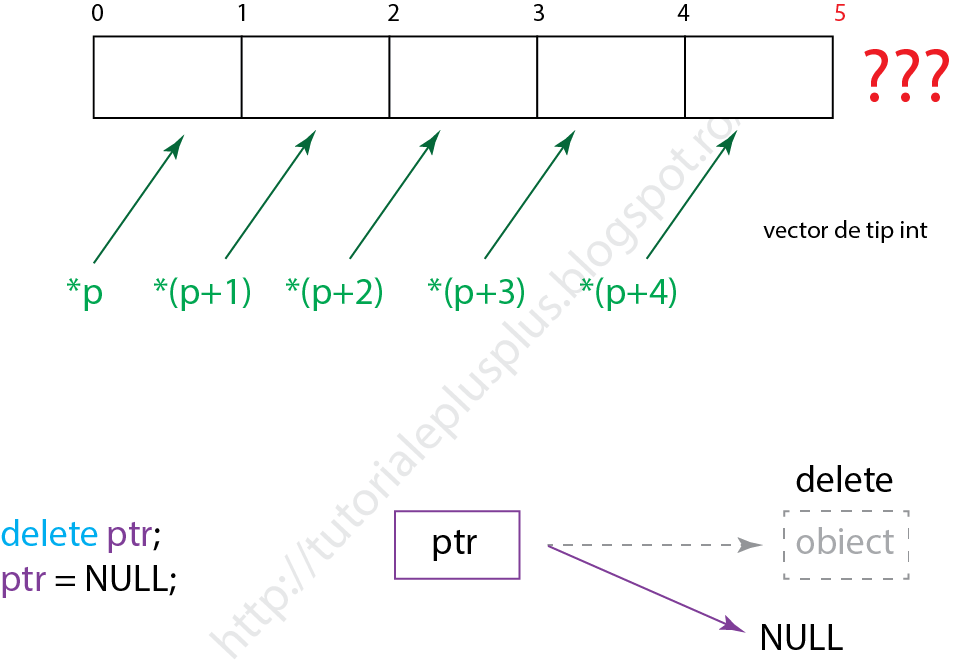 0 1 2 3 4 5
???
*p *(p+1) *(p+2) *(p+3) *(p+4)
vector de tip int
http://tutorialeplusplus.blogspot.ro/
delete ptr;
ptr = NULL;
ptr
delete
obiect
NULL